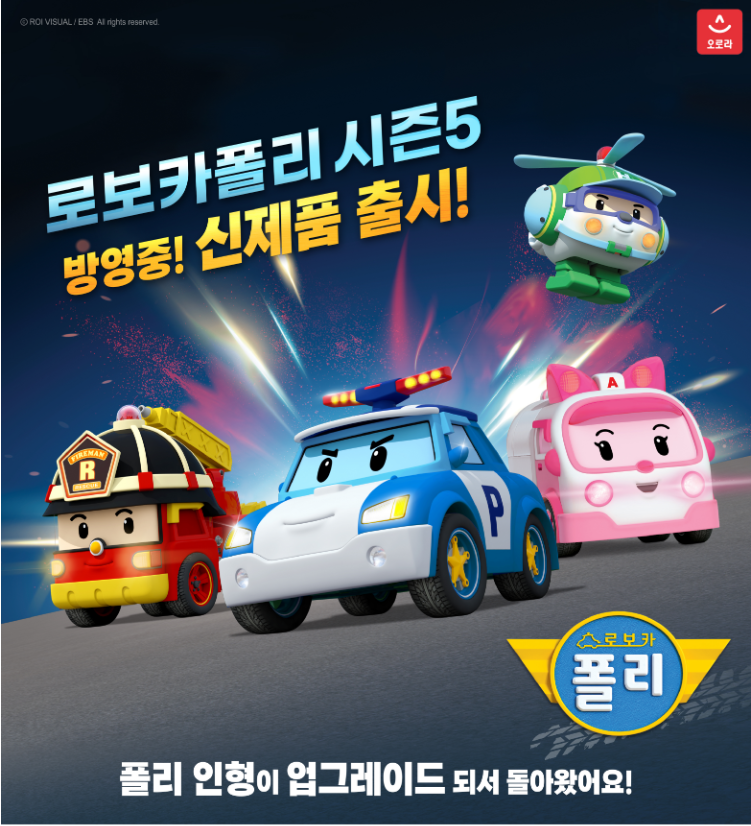 ⓒ ROI VISUAL / EBS All rights reserved.
오로라
로보카폴리 시즌5
방영중! 신제품 출시!
A
FIREMAN
R
RESCUE
P
로보카
폴리
폴리 인형이 업그레이드 되서 돌아왔어요!